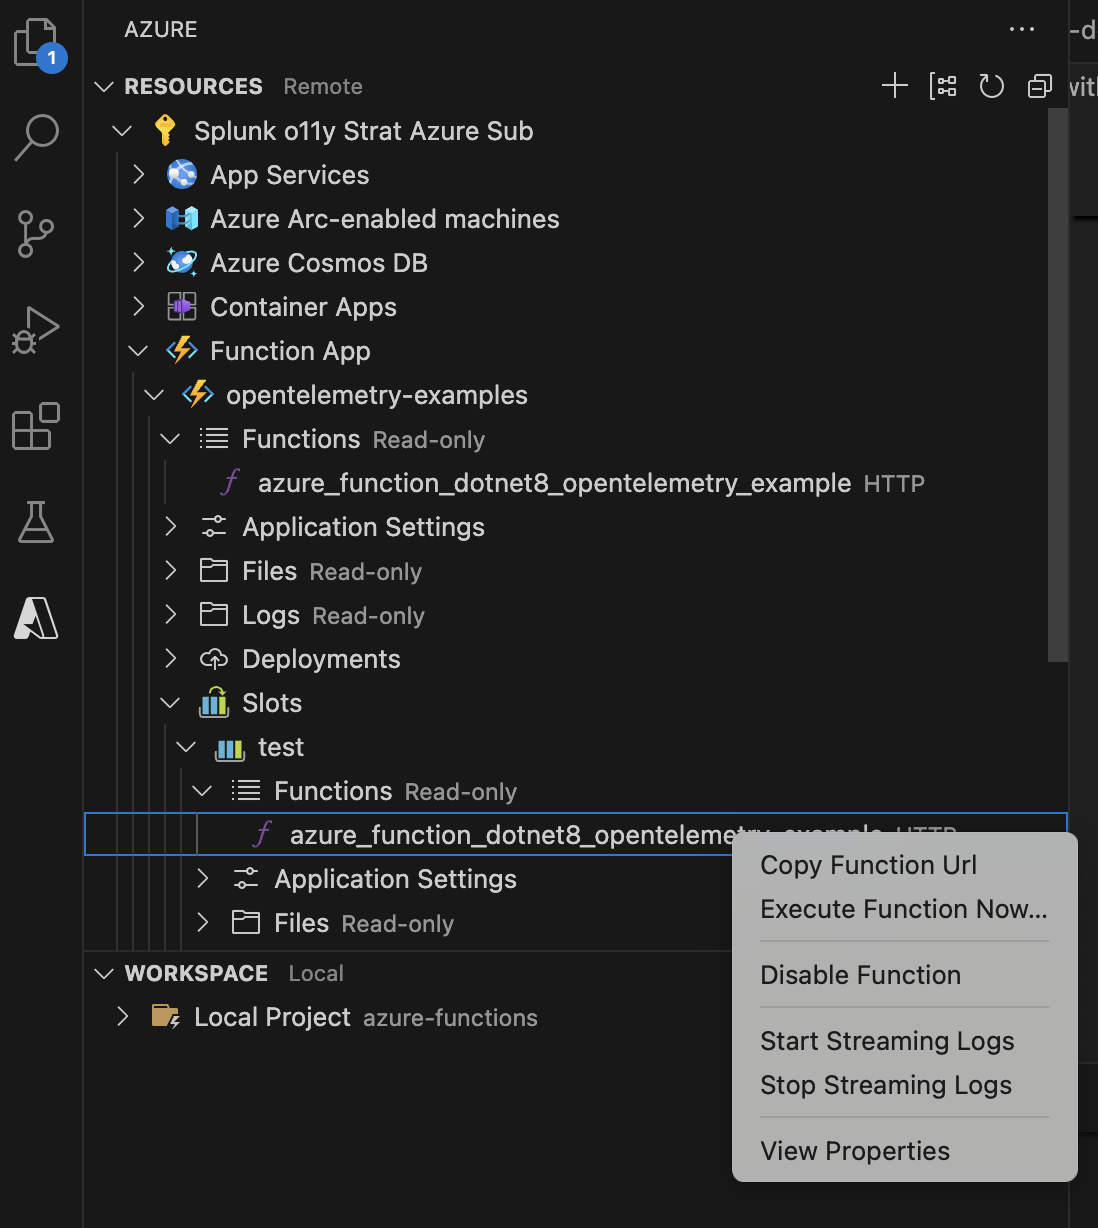 AZURE
-d
RESOURCES Remote
with
Splunk o11y Strat Azure Sub
App Services
Azure Arc-enabled machines
Azure Cosmos DB
Container Apps
Function App
opentelemetry-examples
Functions Read-only
azure_function_dotnet8_opentelemetry_example HTTP
Application Settings
Files Read-only
Logs Read-only
Deployments
Slots
test
Functions Read-only
azure_function_dotnet8_opentelemetry_example HTTP
Application Settings
Files Read-only
WORKSPACE Local
Local Project azure-functions
Copy Function Url
Execute Function Now...
Disable Function
Start Streaming Logs
Stop Streaming Logs
View Properties
1